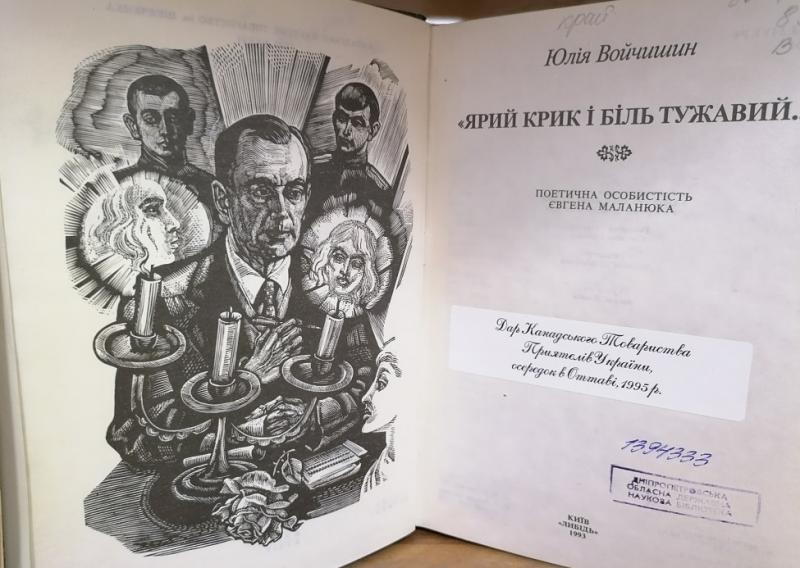 край
Юлія Войчишин
«ЯРИЙ КРИК І БІЛЬ ТУЖАВИЙ..
ПОЕТИЧНА ОСОБИСТІСТЬ
ЄВГЕНА МАЛАНЮКА
Дар Канадського Товариства
Приятелів України,
осередок в Оттаві, 1995 р.
1394333
ДНІПРОПЕТРОВСЬКА
ОБЛАСНА ДЕРЖАВНА
НАУКОВА БІБЛІОТЕКА
КИЇВ
«ЛИБІДЬ»
1993